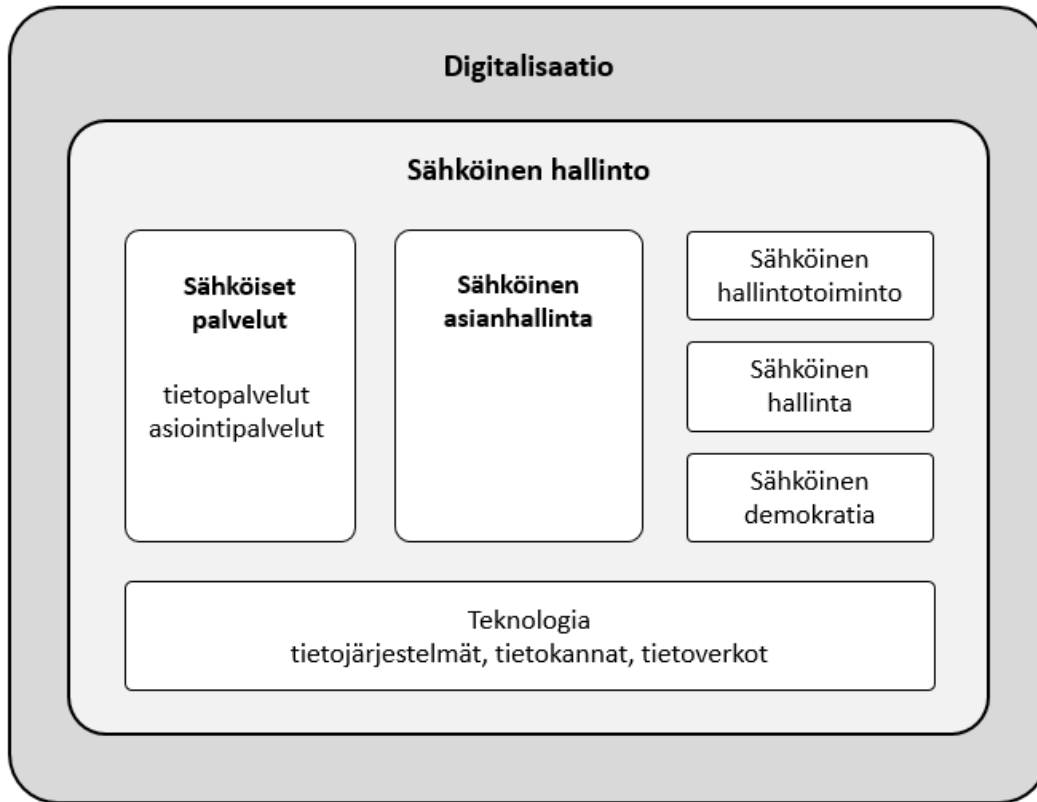 Digitalisaatio
Sähköinen hallinto
Sähköiset
palvelut
tietopalvelut
asiointipalvelut
Sähköinen
asianhallinta
Sähköinen
hallintotoiminto
Sähköinen
hallinta
Sähköinen
demokratia
Teknologia
tietojärjestelmät, tietokannat, tietoverkot